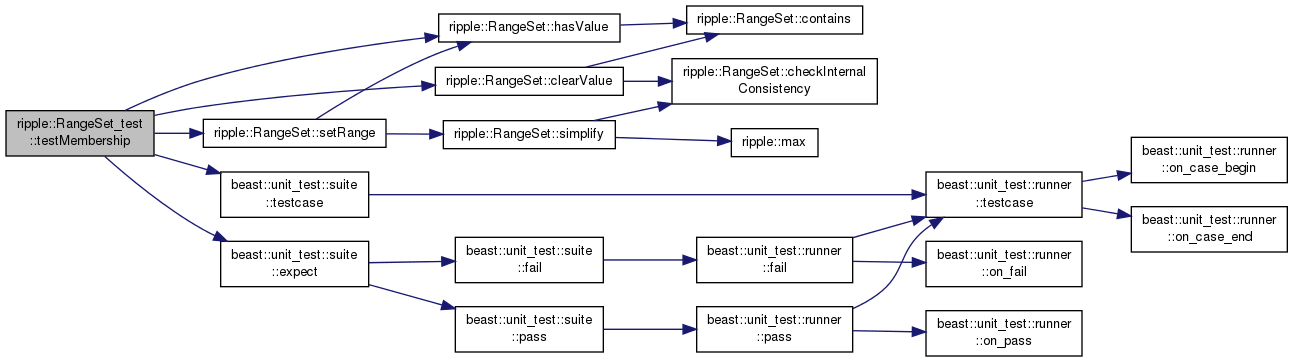 ripple::RangeSet_test
::testMembership
ripple::RangeSet::hasValue
ripple::RangeSet::contains
ripple::RangeSet::clearValue
ripple::RangeSet::checkInternal
Consistency
ripple::RangeSet::setRange
ripple::RangeSet::simplify
ripple::max
beast::unit_test::suite
::testcase
beast::unit_test::runner
::testcase
beast::unit_test::runner
::on_case_begin
beast::unit_test::runner
::on_case_end
beast::unit_test::suite
::expect
beast::unit_test::suite
::fail
beast::unit_test::runner
::fail
beast::unit_test::runner
::on_fail
beast::unit_test::suite
::pass
beast::unit_test::runner
::pass
beast::unit_test::runner
::on_pass